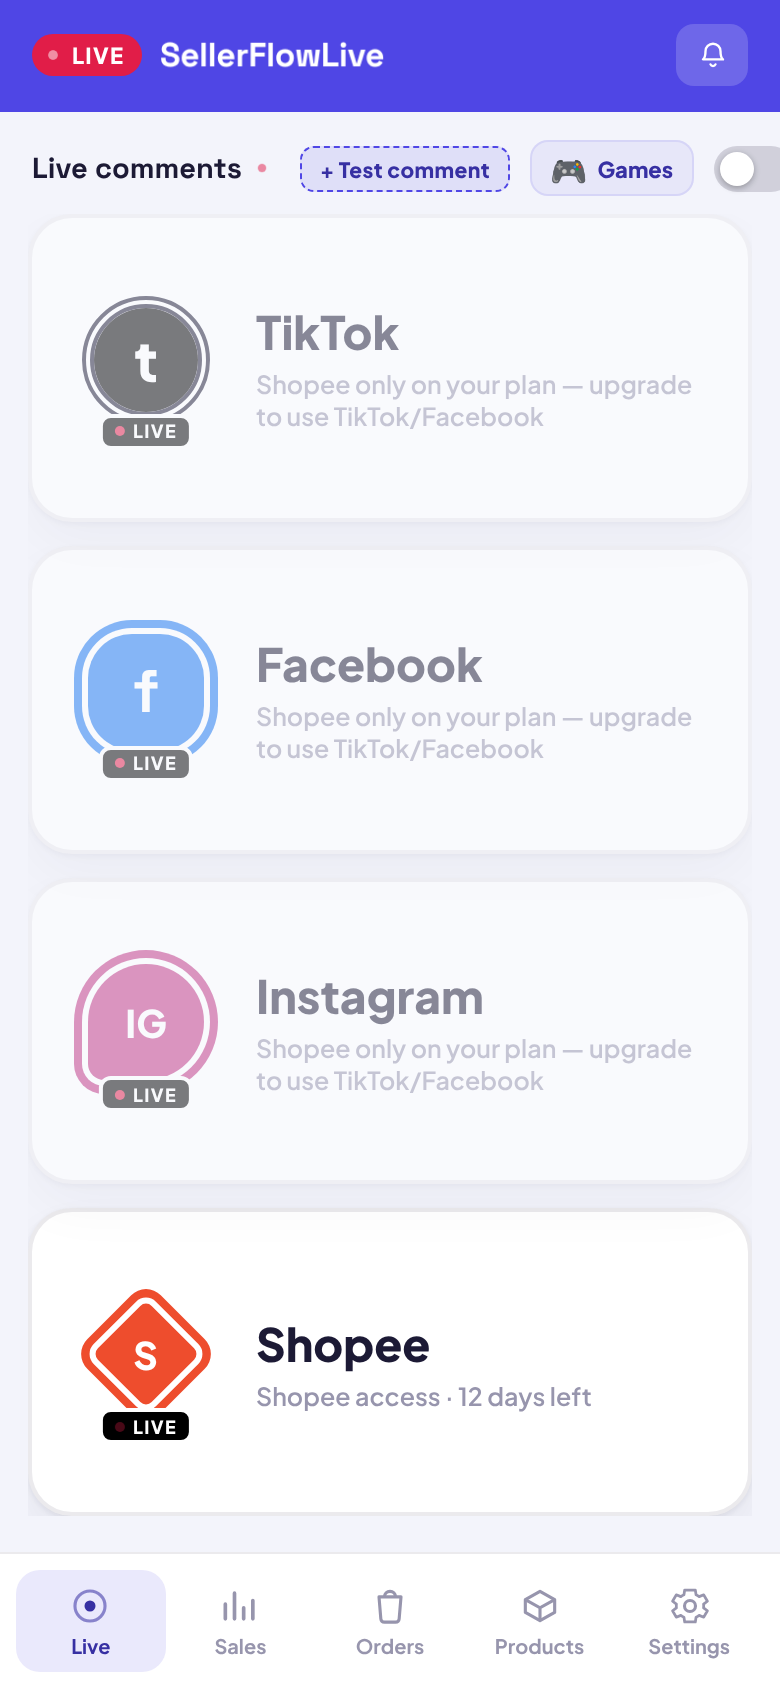 LIVE SellerFlowLive
Live comments + Test comment Games
t
LIVE
TikTok
Shopee only on your plan — upgrade
to use TikTok/Facebook
f
LIVE
Facebook
Shopee only on your plan — upgrade
to use TikTok/Facebook
IG
LIVE
Instagram
Shopee only on your plan — upgrade
to use TikTok/Facebook
S
LIVE
Shopee
Shopee access · 12 days left
Live Sales Orders Products Settings